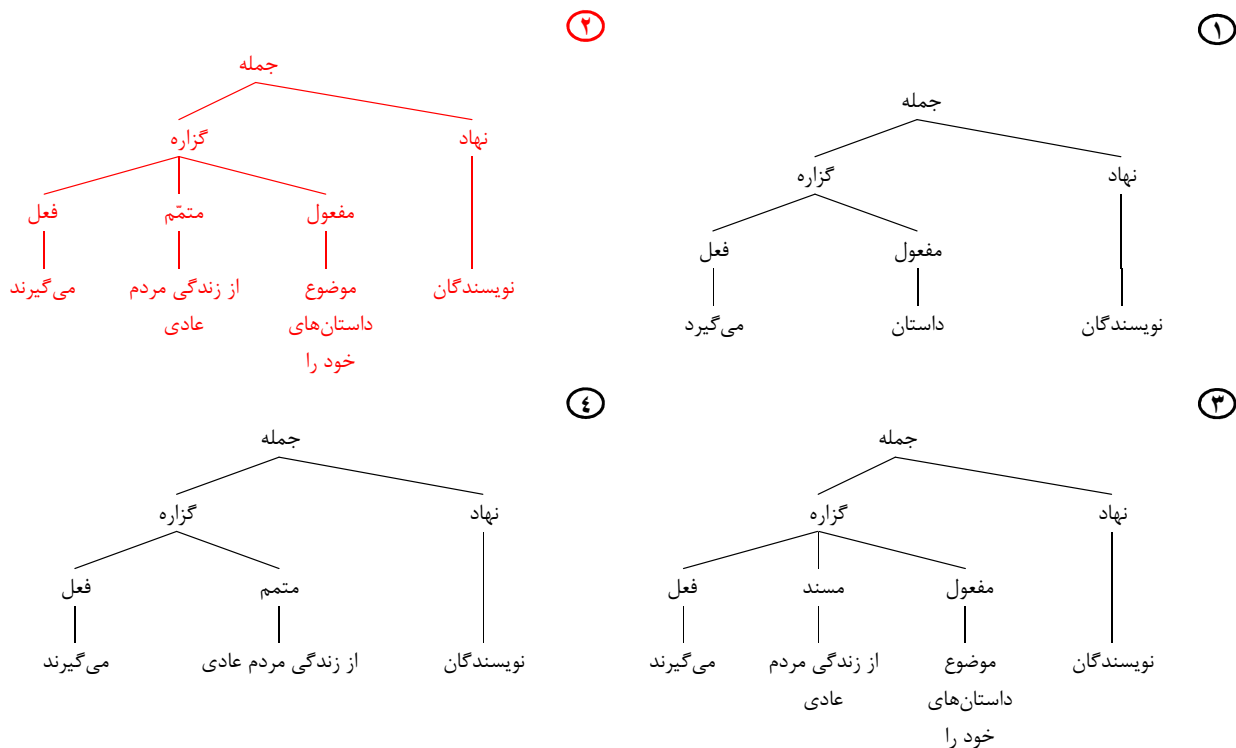 ۱
جمله
نهاد گزاره
مفعول فعل
نویسندگان داستان می‌گیرد
۲
جمله
نهاد گزاره
مفعول متمّم فعل
نویسندگان موضوع از زندگی مردم می‌گیرند
داستان‌های عادی
خود را
۳
جمله
نهاد گزاره
مفعول مسند فعل
نویسندگان موضوع از زندگی مردم می‌گیرند
داستان‌های عادی
خود را
٤
جمله
نهاد گزاره
متمم فعل
نویسندگان از زندگی مردم عادی می‌گیرند